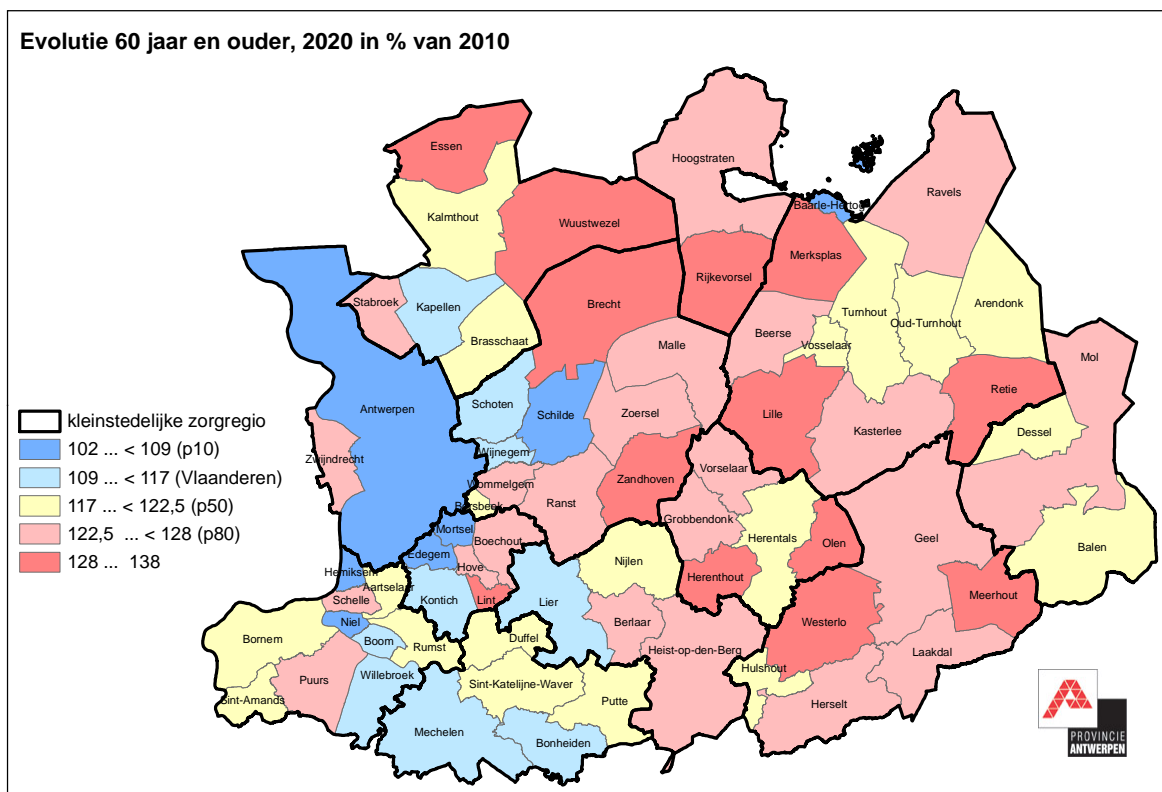 Evolutie 60 jaar en ouder, 2020 in % van 2010
Essen
Hoogstraten
Ravels
Kalmthout
Wuustwezel
Baarle-Hertog
Merksplas
Rijkevorsel
Stabroek
Kapellen
Brecht
Turnhout
Oud-Turnhout
Arendonk
Brasschaat
Malle
Beerse
Vosselaar
Mol
Retie
Antwerpen
Schoten
Schilde
Zoersel
Lille
Kasterlee
Dessel
kleinstedelijke zorgregio
102 ... < 109 (p10)
109 ... < 117 (Vlaanderen)
117 ... < 122,5 (p50)
122,5 ... < 128 (p80)
128 ... 138
Zwijndrecht
Wijnegem
Wommelgem
Zandhoven
Vorselaar
Borsbeek
Ranst
Grobbendonk
Mortsel
Boechout
Herentals
Olen
Geel
Balen
Edegem
Hove
Nijlen
Hemiksem
Aartselaar
Herenthout
Schelle
Kontich
Lint
Lier
Meerhout
Niel
Berlaar
Westerlo
Bornem
Boom
Rumst
Duffel
Heist-op-den-Berg
Laakdal
Puurs
Willebroek
Hulshout
Sint-Katelijne-Waver
Sint-Amands
Putte
Herselt
Mechelen
Bonheiden
PROVINCIE
ANTWERPEN